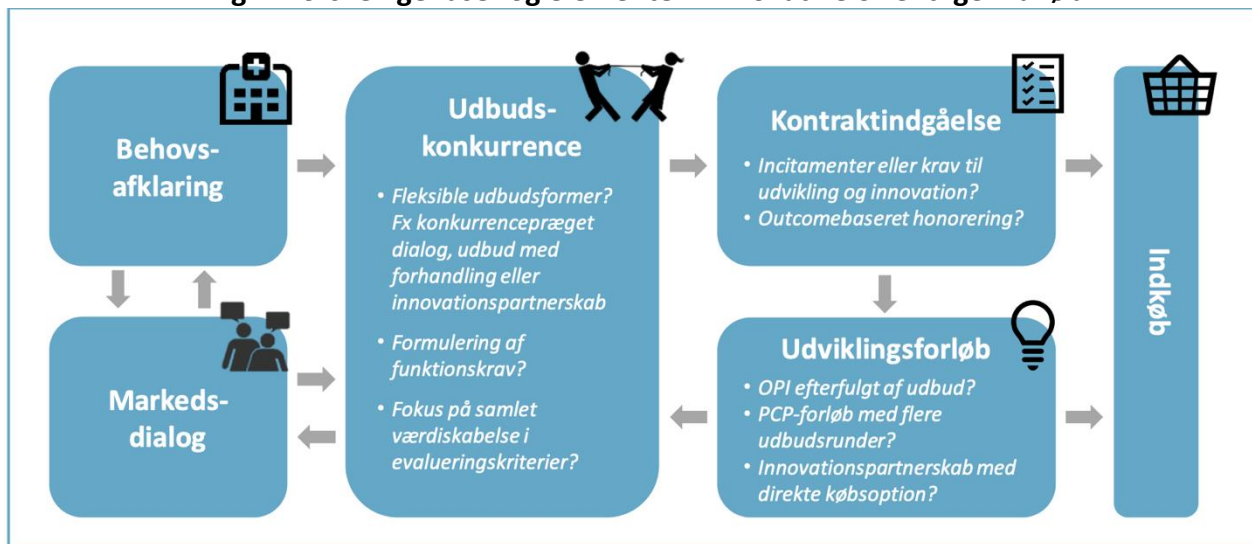 Behovs-
afklaring
Markeds-
dialog
Udbuds-
konkurrence
• Fleksible udbudsformer?
Fx konkurrencepræget
dialog, udbud med
forhandling eller
innovationspartnerskab
• Formulering af
funktionskrav?
• Fokus på samlet
værdiskabelse i
evalueringskriterier?
Kontraktindgåelse
• Incitamenter eller krav til
udvikling og innovation?
• Outcomebaseret honorering?
Udviklingsforløb
• OPI efterfulgt af udbud?
• PCP-forløb med flere
udbudsrunder?
• Innovationspartnerskab med
direkte købsoption?
Indkøb